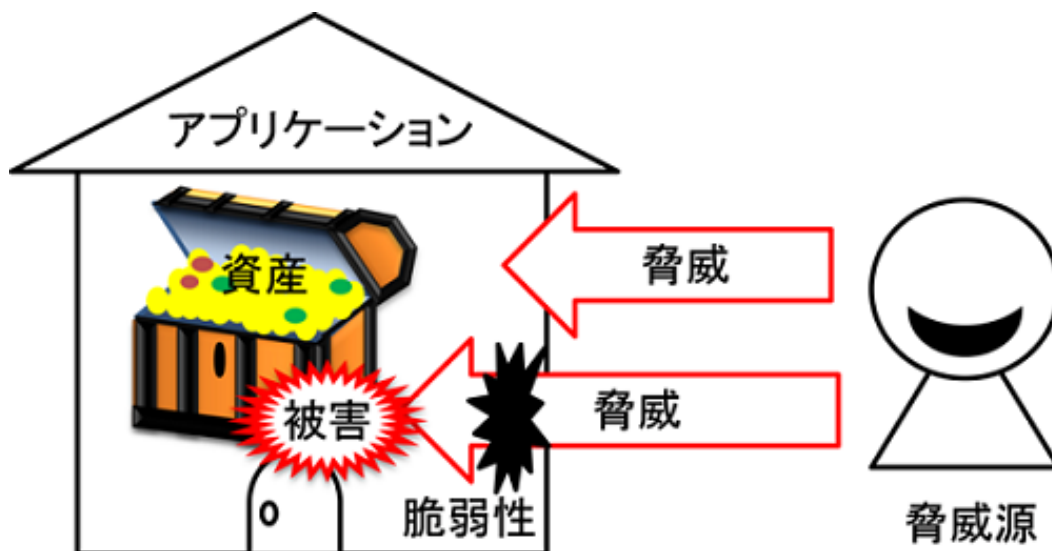 アプリケーション
資産
脅威
被害
脅威
脆弱性
脅威源